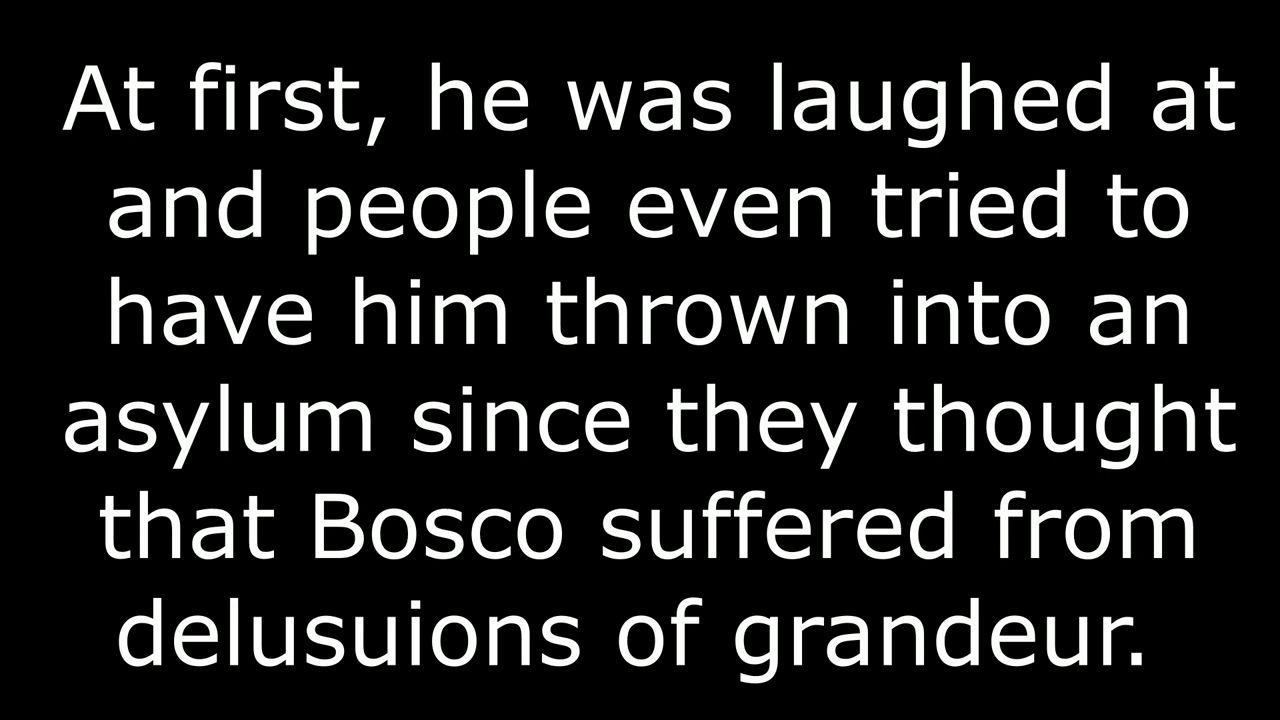 At first, he was laughed at
and people even tried to
have him thrown into an
asylum since they thought
that Bosco suffered from
delusuions of grandeur.